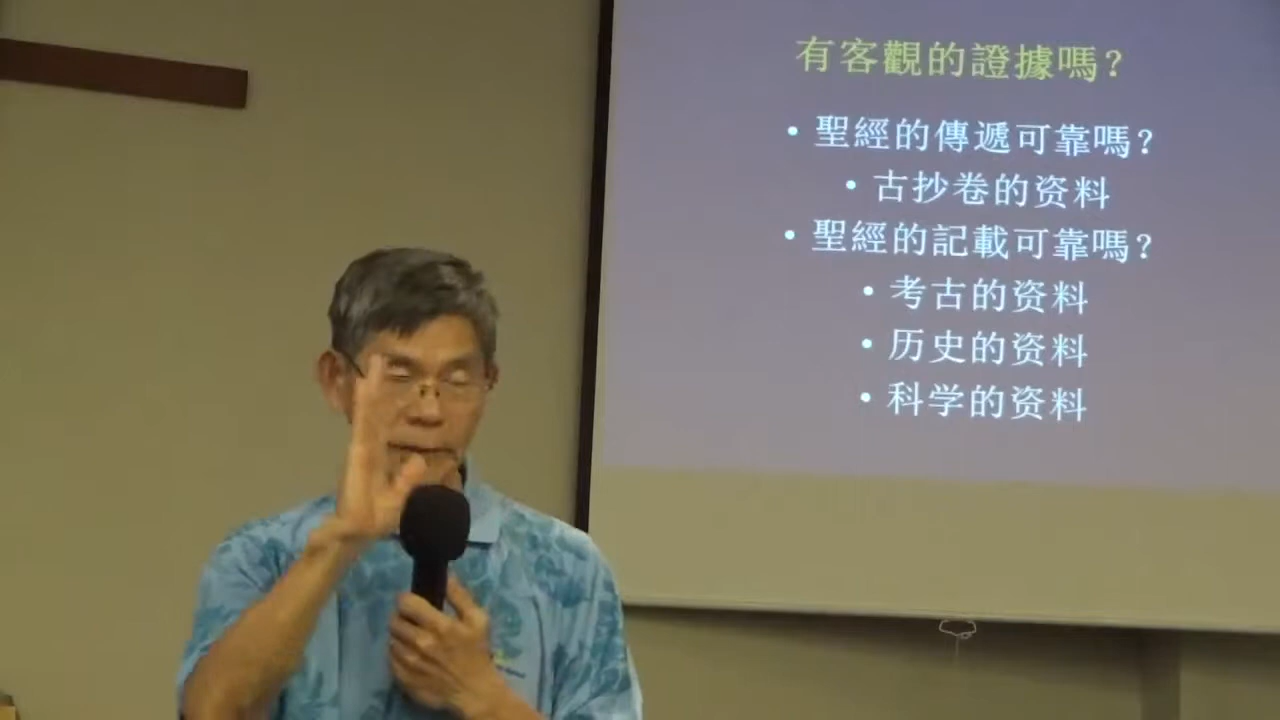 有客觀的證據嗎？
• 聖經的傳遞可靠嗎？
• 古抄卷的资料
• 聖經的記載可靠嗎？
• 考古的资料
• 历史的资料
• 科学的资料